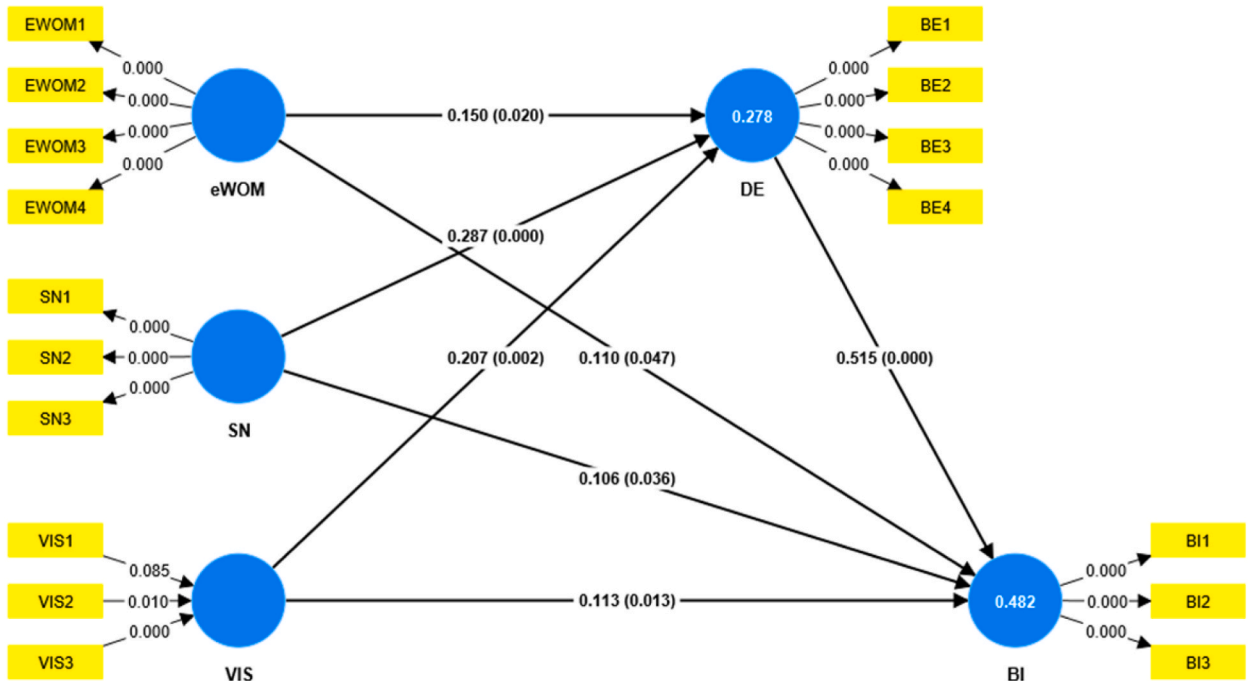 EWOM1
0.000
EWOM2
0.000
EWOM3
0.000
EWOM4
0.000
eWOM
0.150 (0.020)
0.278
DE
BE1
0.000
BE2
0.000
BE3
0.000
BE4
0.000
0.287 (0.000)
SN1
0.000
SN2
0.000
SN3
0.000
SN
0.207 (0.002)
0.110 (0.047)
0.515 (0.000)
0.106 (0.036)
VIS1
0.085
VIS2
0.010
VIS3
0.000
VIS
0.113 (0.013)
0.482
BI
BI1
0.000
BI2
0.000
BI3
0.000